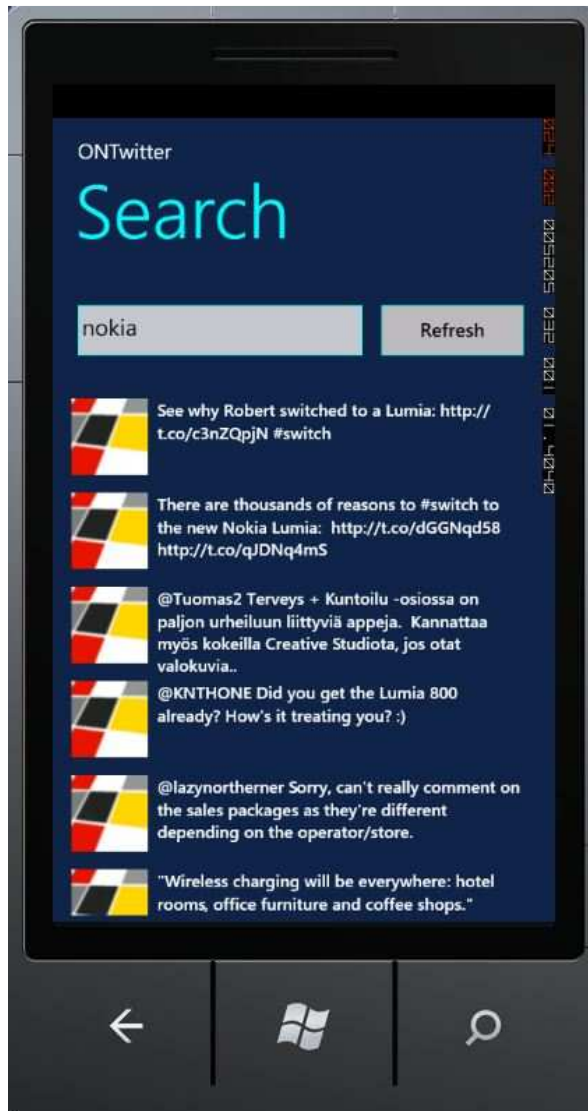 ONTwitter
Search
nokia
Refresh
See why Robert switched to a Lumia: http://
t.co/c3nZQpjN #switch
There are thousands of reasons to #switch to
the new Nokia Lumia:  http://t.co/dGGNqd58
http://t.co/qJDNq4mS
@Tuomas2 Terveys + Kuntoilu -osiossa on
paljon urheiluun liittyviä appeja.  Kannattaa
myös kokeilla Creative Studiota, jos otat
valokuvia..
@KNTHONE Did you get the Lumia 800
already? How's it treating you? :)
@lazynortherner Sorry, can't really comment on
the sales packages as they're different
depending on the operator/store.
"Wireless charging will be everywhere: hotel
rooms, office furniture and coffee shops."